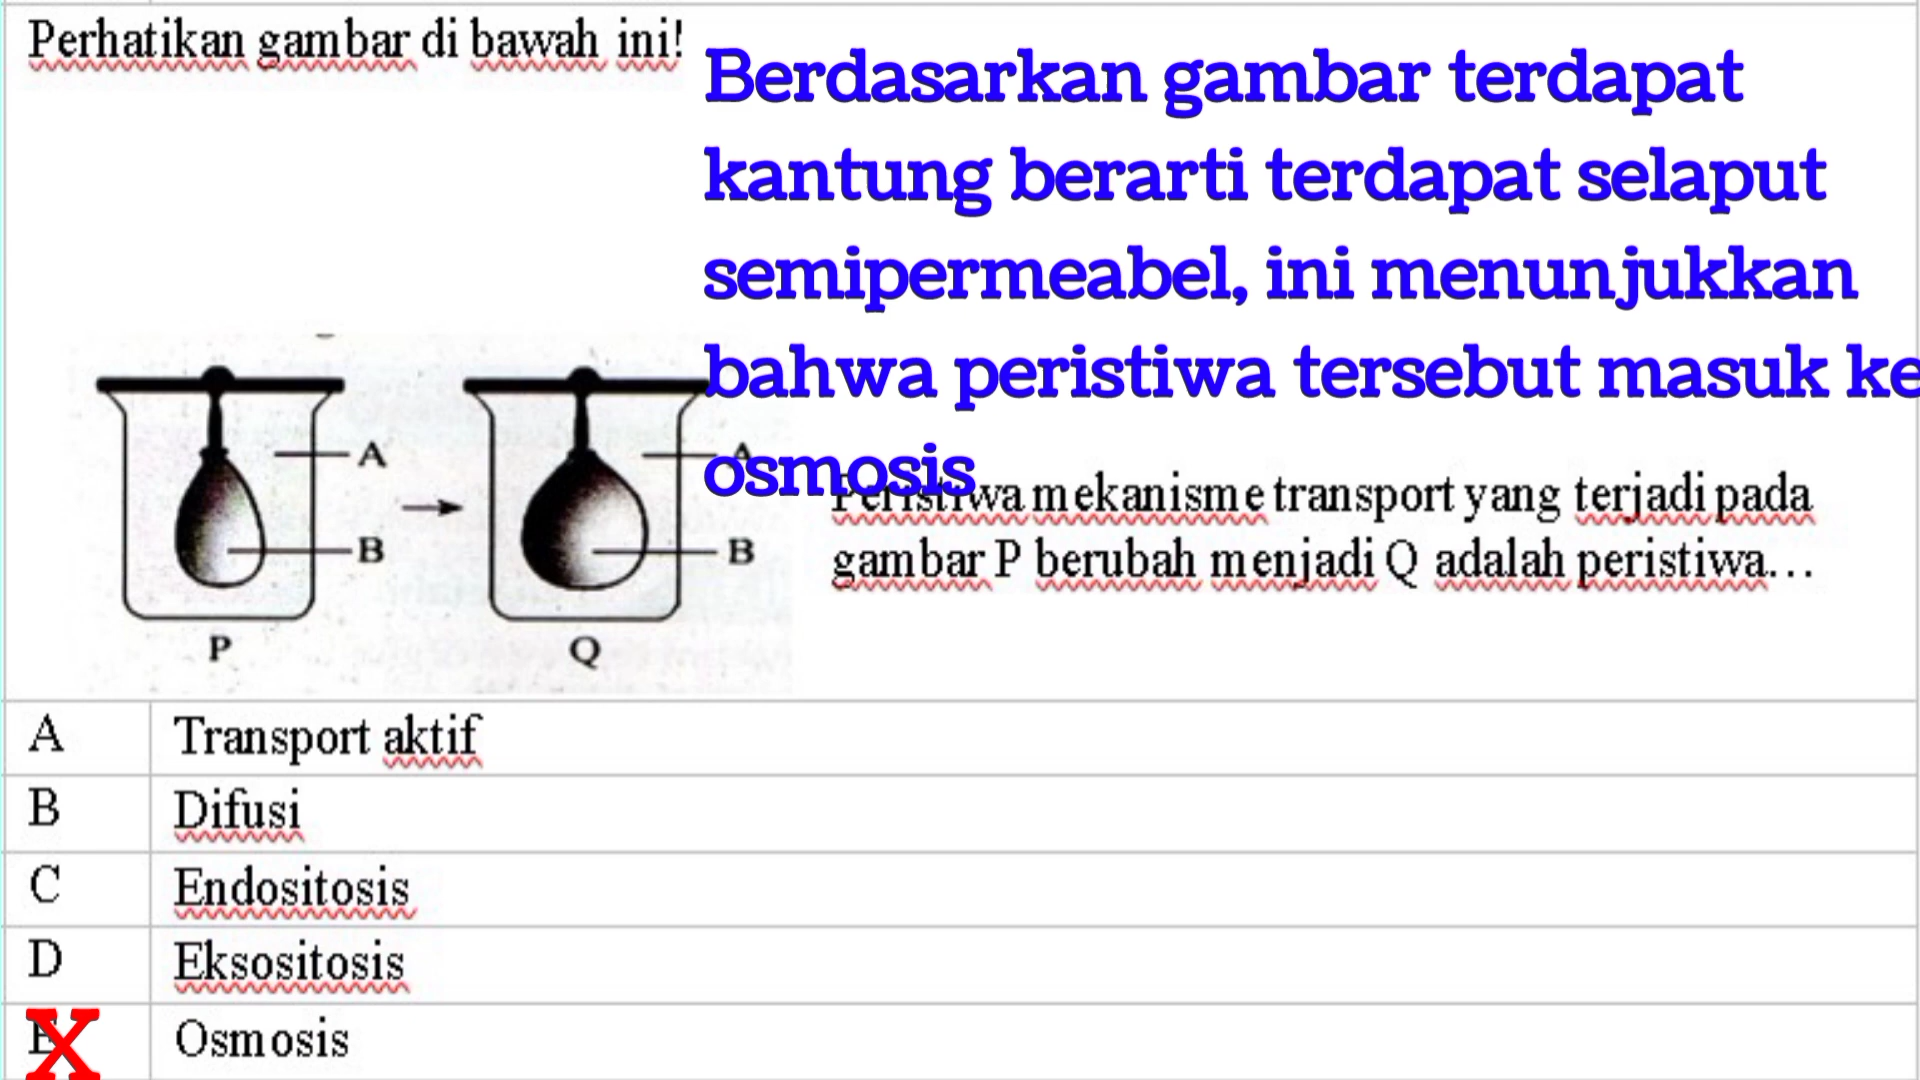 Perhatikan gambar di bawah ini!
Berdasarkan gambar terdapat
kantung berarti terdapat selaput
semipermeabel, ini menunjukkan
bahwa peristiwa tersebut masuk ke
osmosis
A
B
P
A
B
Q
Peristiwa mekanisme transport yang terjadi pada
gambar P berubah menjadi Q adalah peristiwa...
A Transport aktif
B Difusi
C Endositosis
D Eksositosis
E Osmosis
X